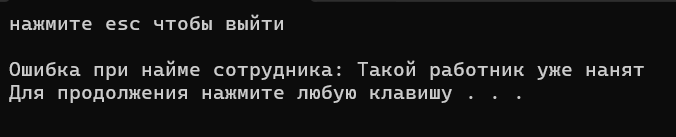 нажмите esc чтобы выйти
Ошибка при найме сотрудника: Такой работник уже нанят
Для продолжения нажмите любую клавишу . . .